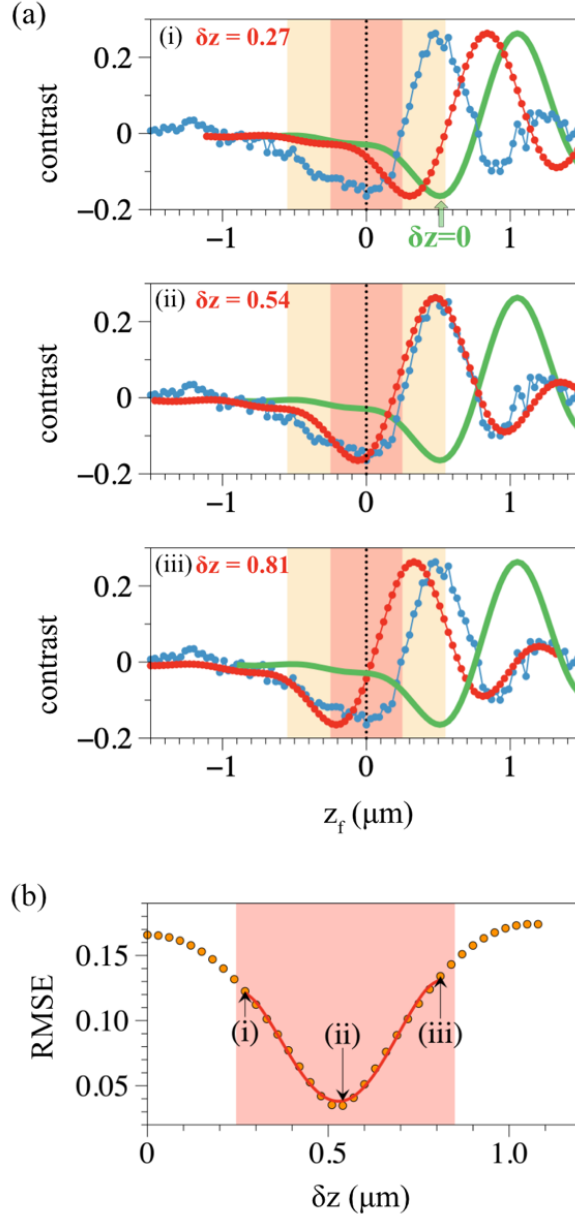 (a)
(i) δz = 0.27
0.2
0
−0.2
contrast
δz=0
−1 0 1
(ii) δz = 0.54
0.2
0
−0.2
contrast
−1 0 1
(iii) δz = 0.81
0.2
0
−0.2
contrast
−1 0 1
z_f (μm)
(b)
0.15
0.10
0.05
RMSE
(i)
(ii)
(iii)
0 0.5 1.0
δz (μm)